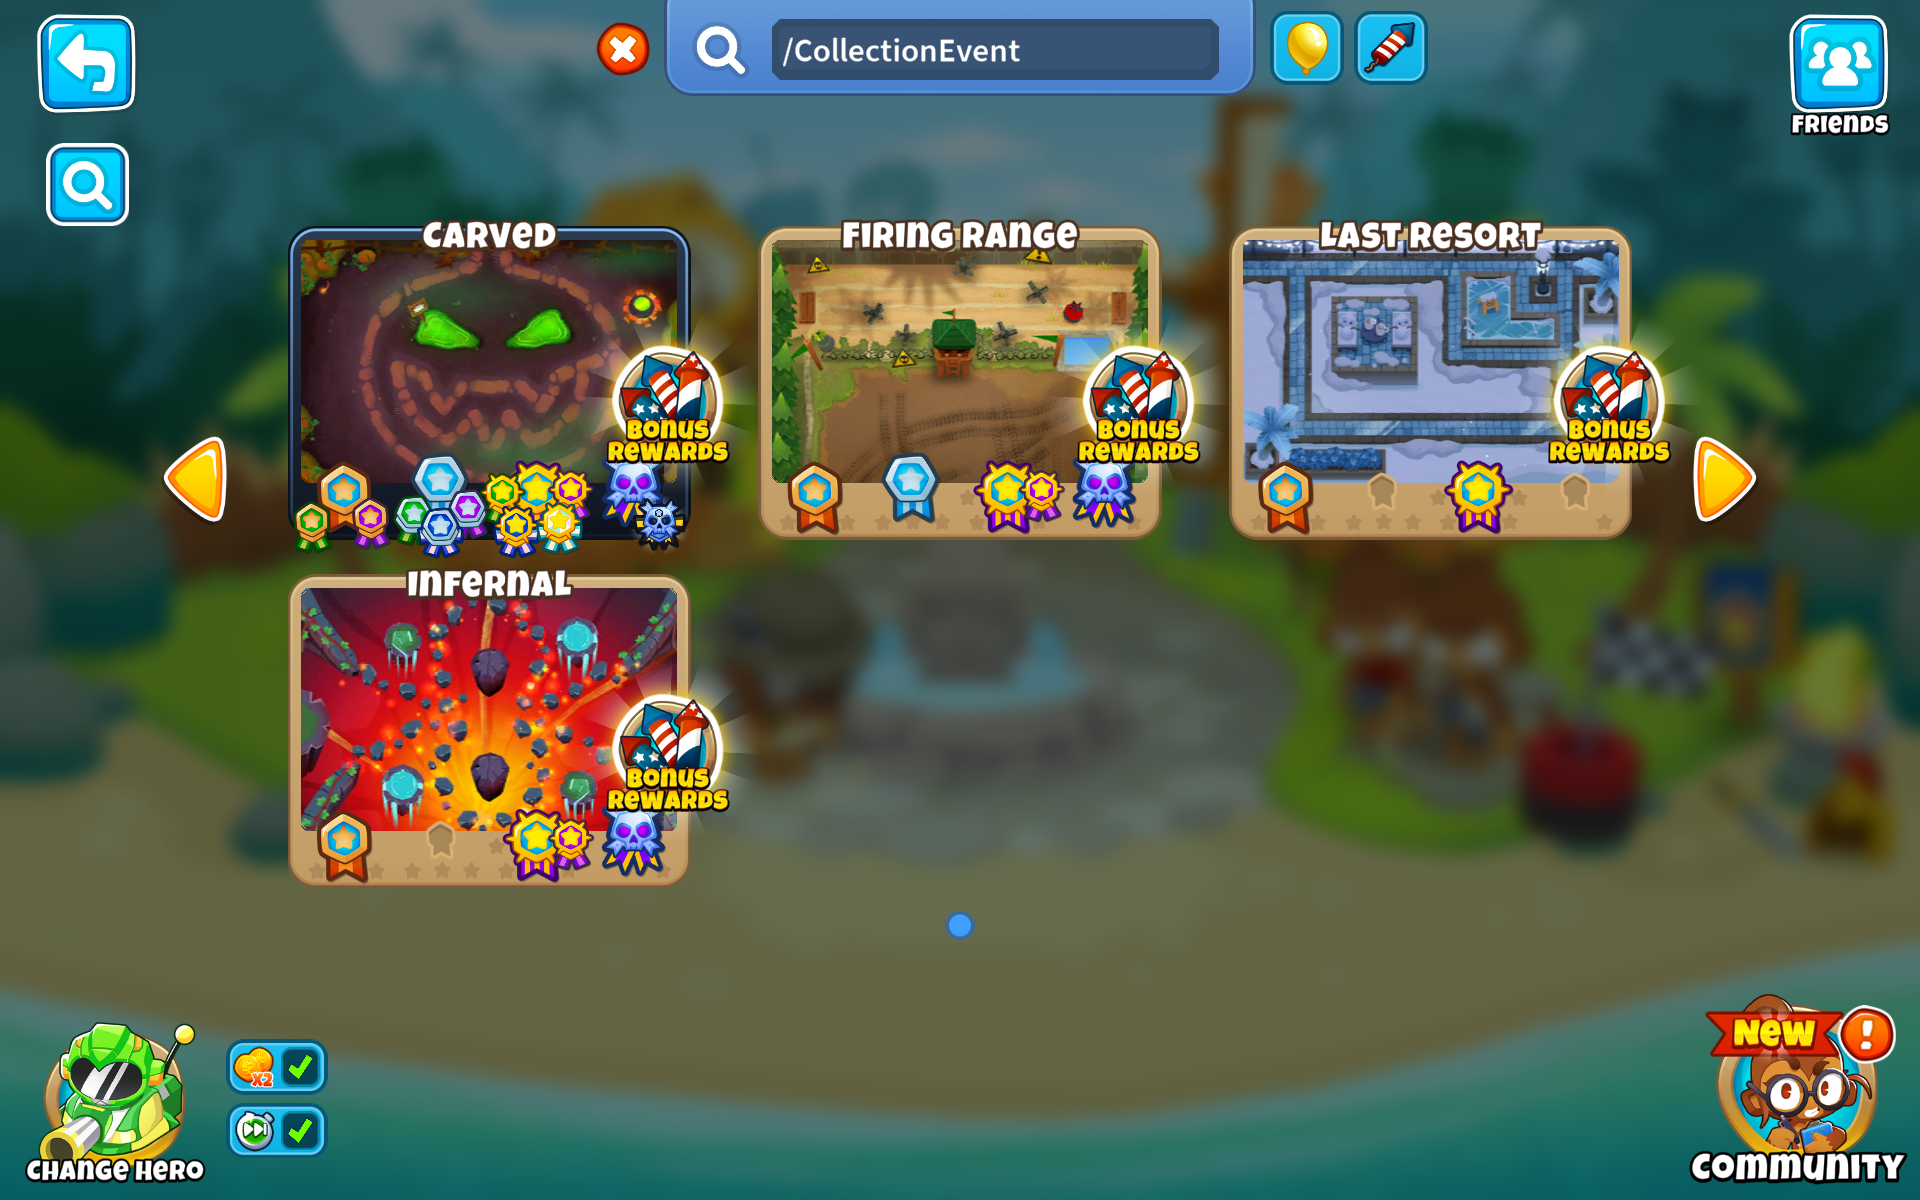 /CollectionEvent
FRIENDS
CARVED
FIRING RANGE
LAST RESORT
BONUS
REWARDS
BONUS
REWARDS
BONUS
REWARDS
INFERNAL
BONUS
REWARDS
X2
NEW
!
CHANGE HERO
COMMUNITY